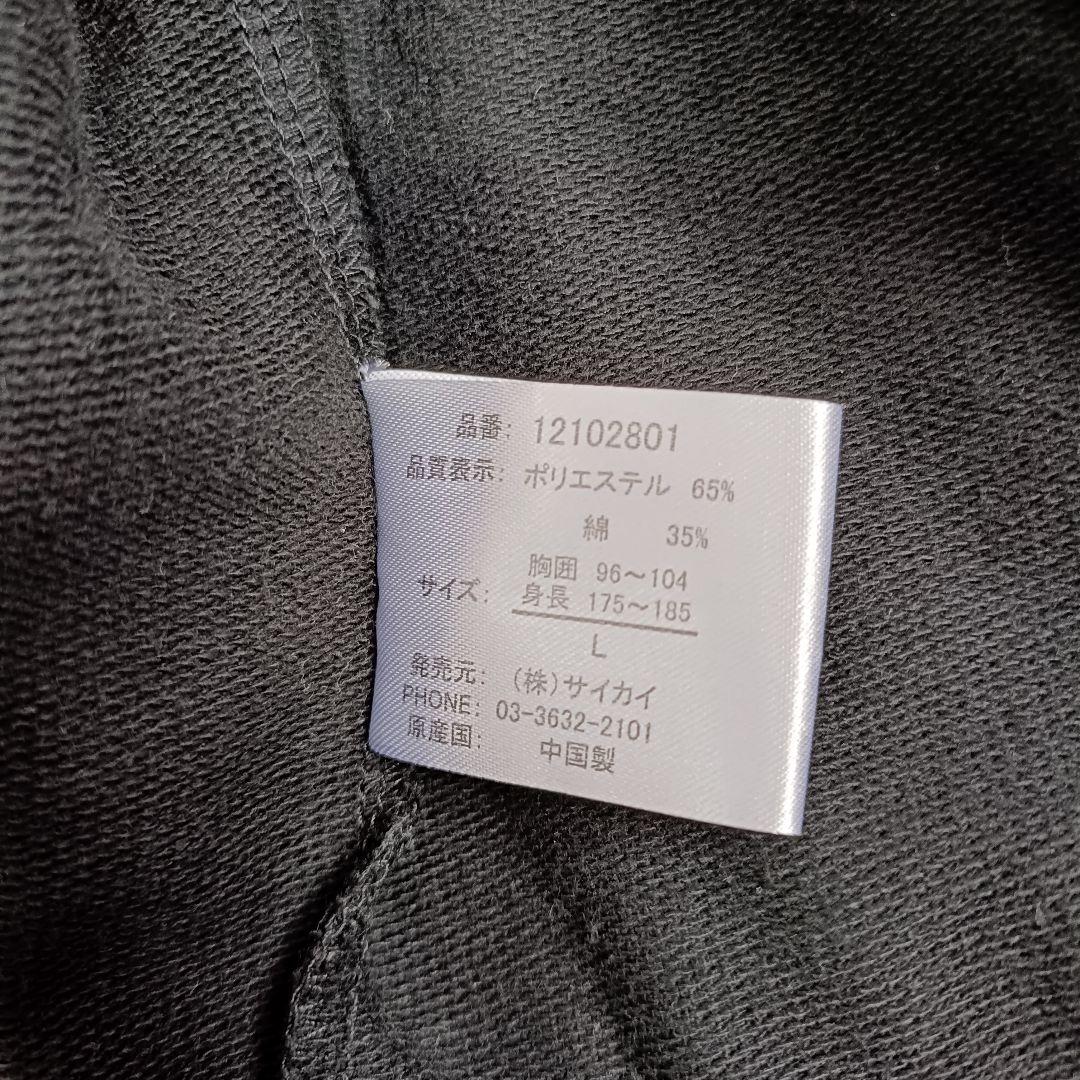 品番: 12102801
品質表示: ポリエステル 65%
綿 35%
胸囲 96～104
サイズ: 身長 175～185
L
発売元: (株)サイカイ
PHONE: 03-3632-2101
原産国: 中国製